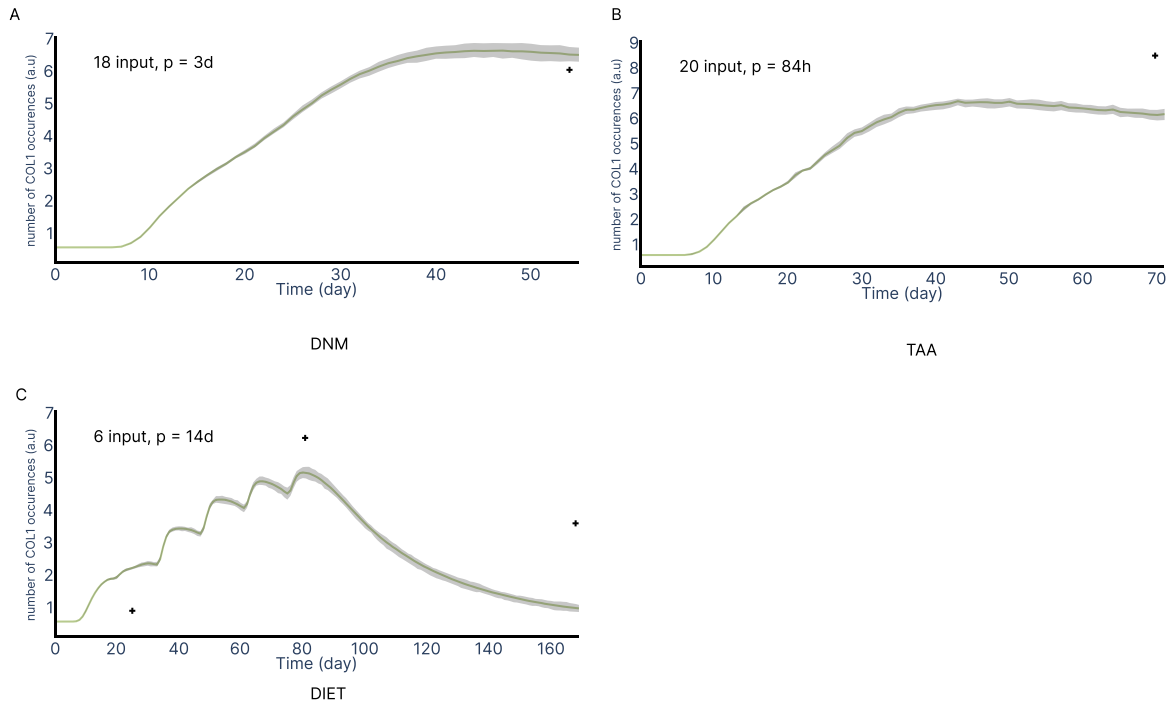 A
number of COL1 occurences (a.u)
7
6
5
4
3
2
1
18 input, p = 3d
0 10 20 30 40 50
Time (day)
DNM
B
number of COL1 occurences (a.u)
9
8
7
6
5
4
3
2
1
20 input, p = 84h
0 10 20 30 40 50 60 70
Time (day)
TAA
C
number of COL1 occurences (a.u)
7
6
5
4
3
2
1
6 input, p = 14d
0 20 40 60 80 100 120 140 160
Time (day)
DIET